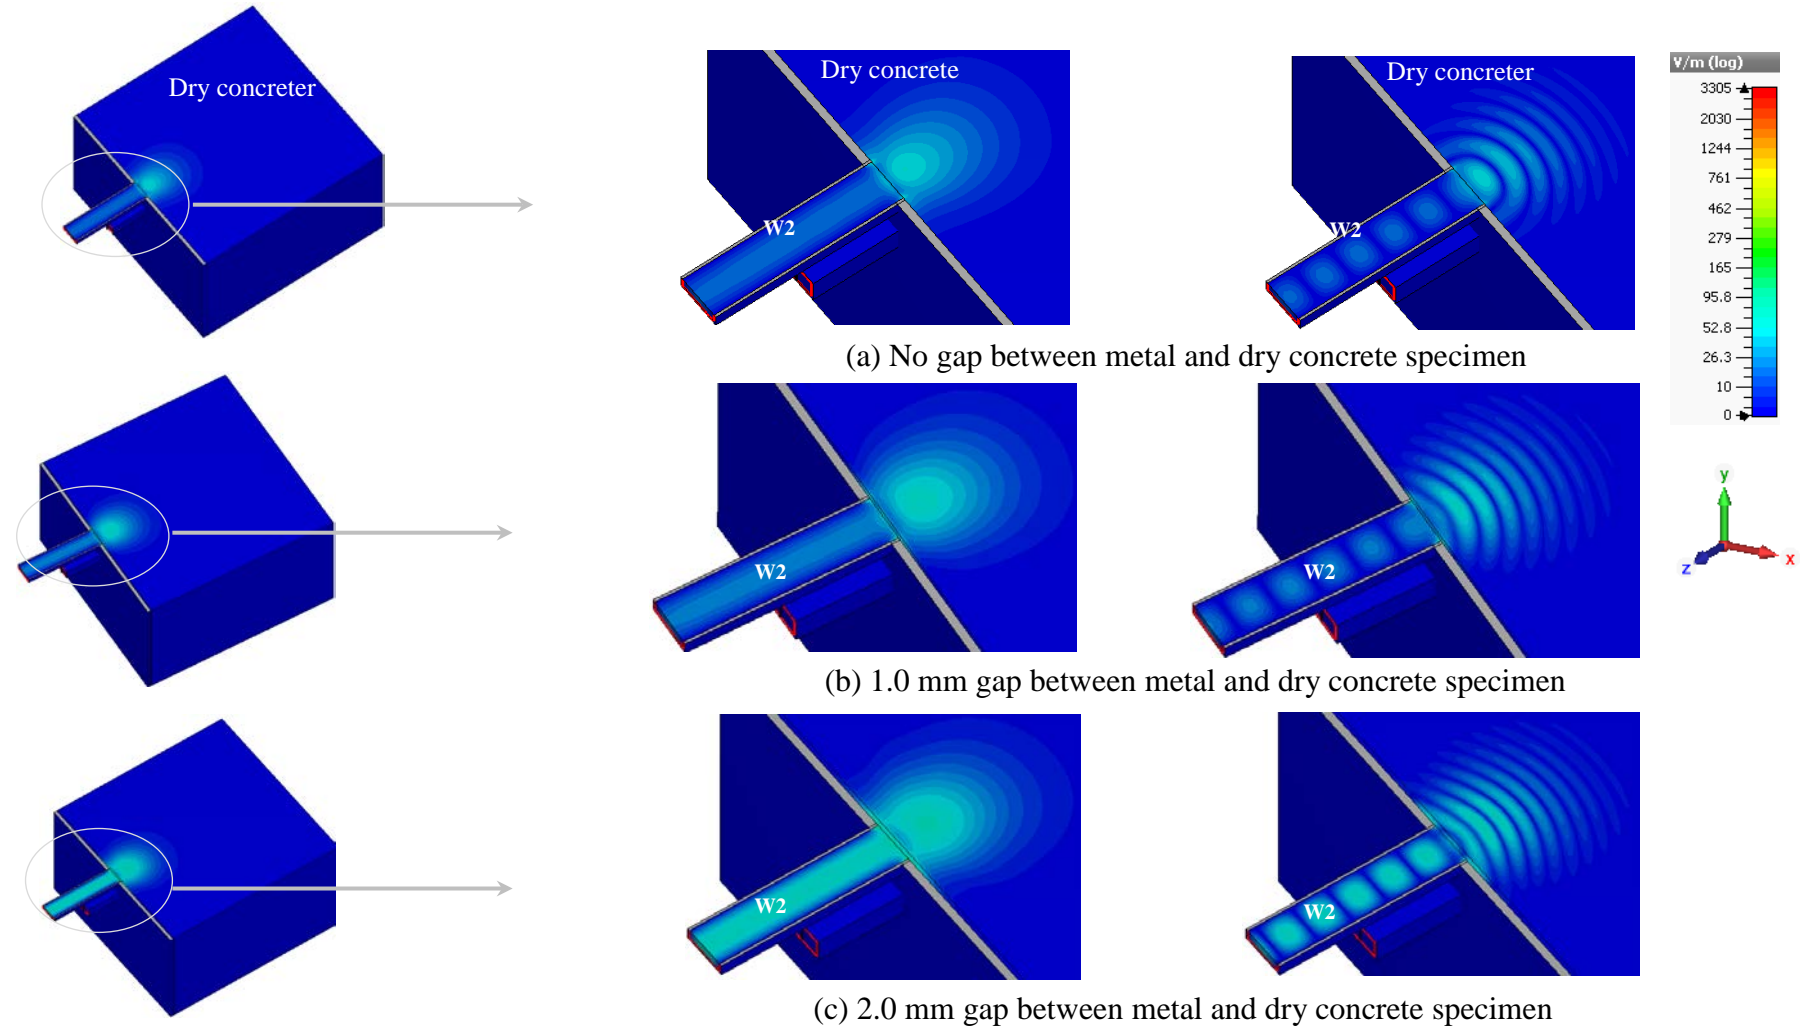 Dry concreter
Dry concrete
Dry concreter
W2
W2
(a) No gap between metal and dry concrete specimen
V/m (log)
3305
2030
1244
761
462
279
165
95.8
52.8
26.3
10
0
W2
W2
(b) 1.0 mm gap between metal and dry concrete specimen
y
z
x
W2
W2
(c) 2.0 mm gap between metal and dry concrete specimen